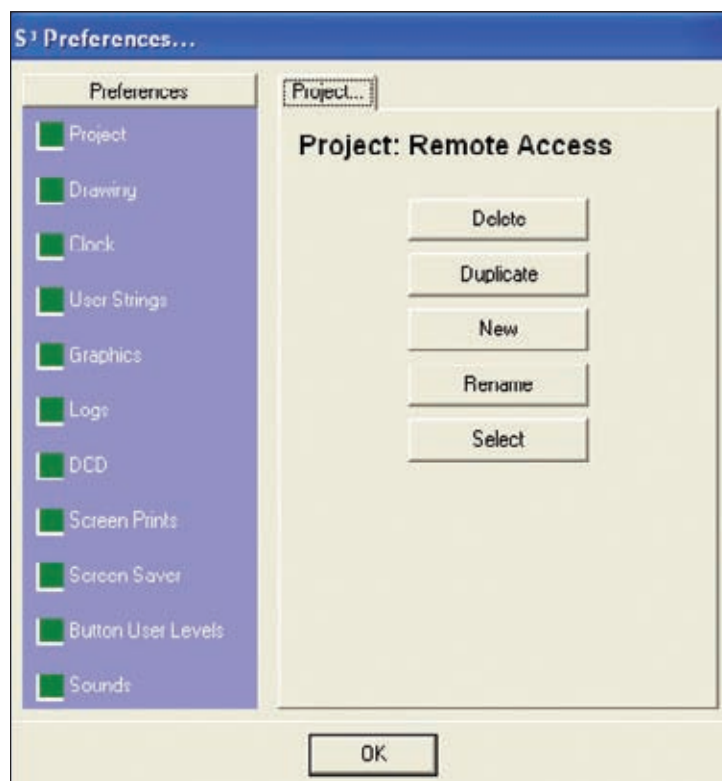 S³ Preferences...
Preferences
Project
Drawing
Clock
User Strings
Graphics
Logs
DCD
Screen Prints
Screen Saver
Button User Levels
Sounds
Project...
Project: Remote Access
Delete
Duplicate
New
Rename
Select
OK